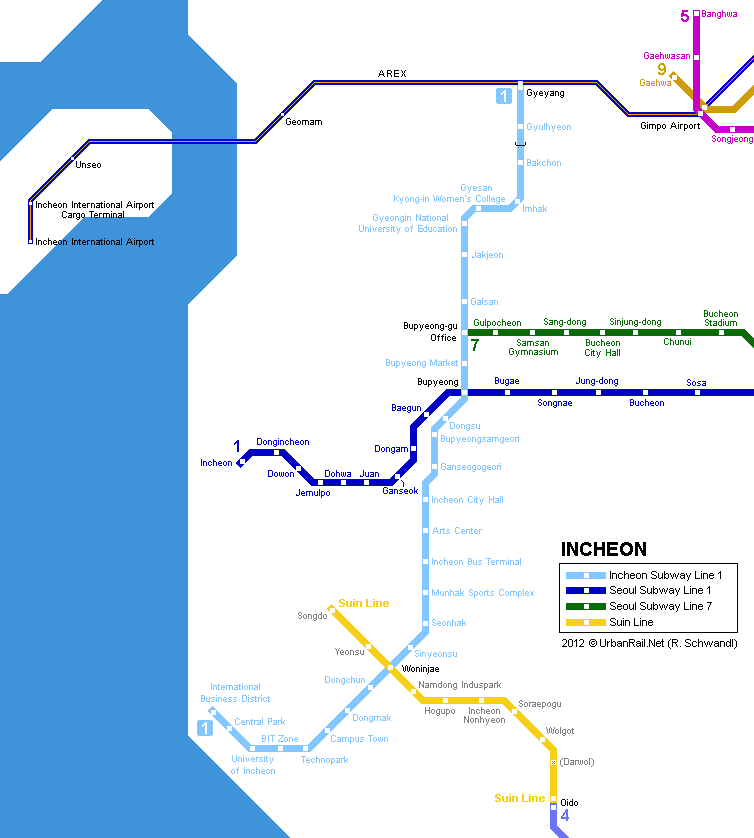 5
Banghwa
Gaehwasan
9
Gaehwa
AREX
1
Gyeyang
Geomam
Gimpo Airport
Songjeong
Gyulhyeon
Unseo
Bakchon
Gyesan
Kyong-in Women's College
Imhak
Incheon International Airport
Cargo Terminal
Gyeongin National
University of Education
Incheon International Airport
Jakjeon
Galsan
Bupyeong-gu
Office
Gulpocheon
Sang-dong
Sinjung-dong
Bucheon
Stadium
7
Samsan
Gymnasium
Bucheon
City Hall
Chunui
Bupyeong Market
Bupyeong
Bugae
Jung-dong
Sosa
Songnae
Bucheon
Baegun
Dongsu
Bupyeongsamgeori
1
Dongincheon
Dongam
Incheon
Dowon
Dohwa
Juan
Ganseogogeori
Jemulpo
Ganseok
Incheon City Hall
Arts Center
Incheon Bus Terminal
Munhak Sports Complex
Suin Line
Songdo
Seonhak
Yeonsu
Sinyeonsu
Woninjae
Dongchun
Namdong Induspark
International
Business District
Hogupo
Incheon
Nonhyeon
Soraepogu
Dongmak
Central Park
1
BIT Zone
Campus Town
Wolgot
University
of Incheon
Technopark
(Darwol)
Suin Line
Oido
4
INCHEON
Incheon Subway Line 1
Seoul Subway Line 1
Seoul Subway Line 7
Suin Line
2012 © UrbanRail.Net (R. Schwandl)